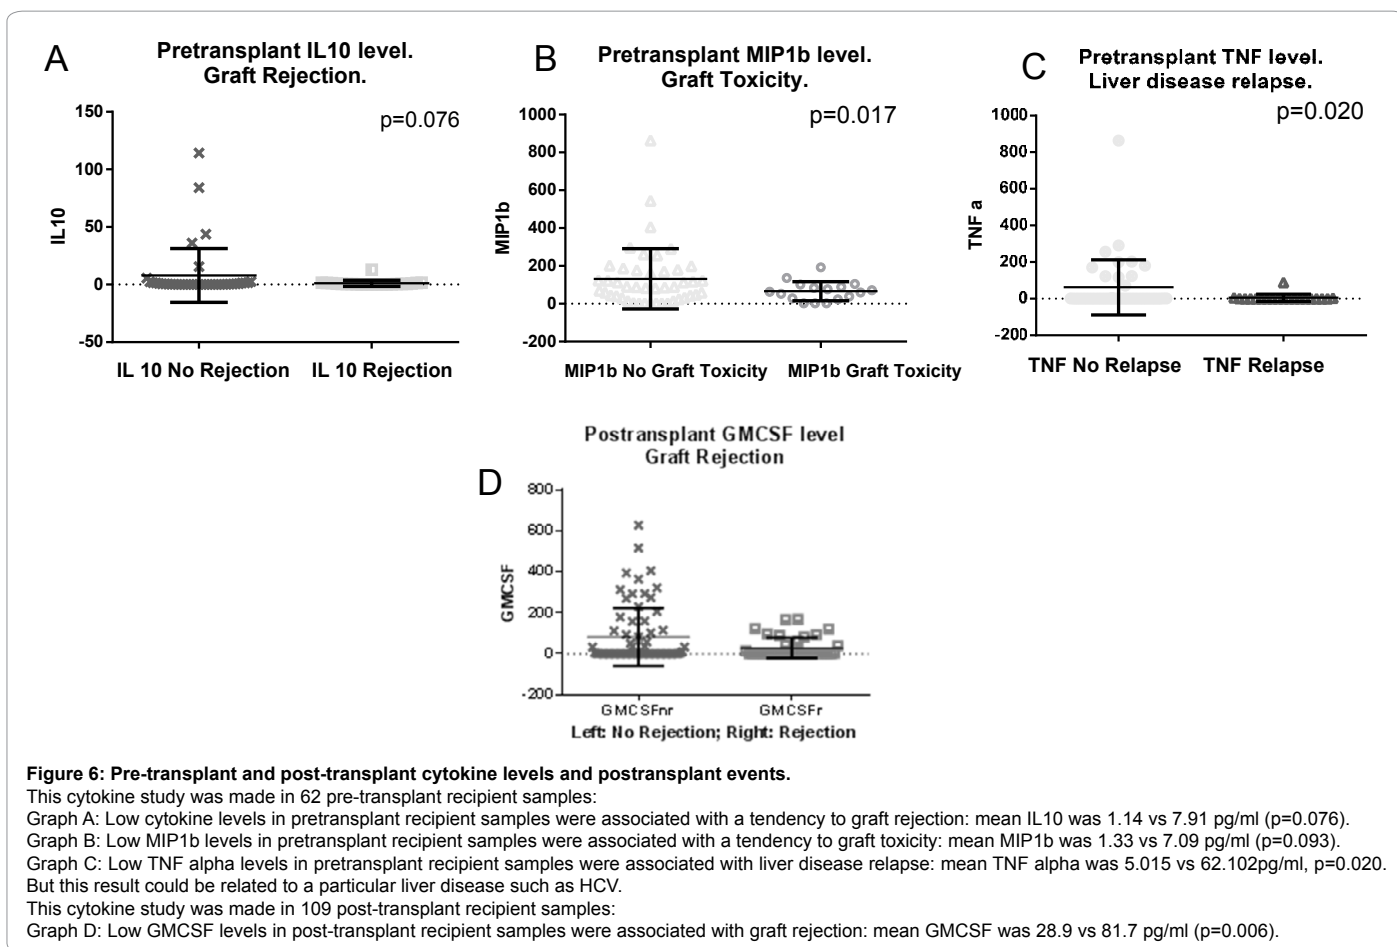 A
Pretransplant IL10 level.
Graft Rejection.
p=0.076
150
100
50
0
-50
IL10
IL 10 No Rejection
IL 10 Rejection
B
Pretransplant MIP1b level.
Graft Toxicity.
p=0.017
1000
800
600
400
200
0
-200
MIP1b
MIP1b No Graft Toxicity
MIP1b Graft Toxicity
C
Pretransplant TNF level.
Liver disease relapse.
p=0.020
1000
800
600
400
200
0
-200
TNF a
TNF No Relapse
TNF Relapse
D
Postransplant GMCSF level
Graft Rejection
800
600
400
200
0
-200
GMCSF
GMCSFnr
GMCSFr
Left: No Rejection; Right: Rejection
Figure 6: Pre-transplant and post-transplant cytokine levels and postransplant events.
This cytokine study was made in 62 pre-transplant recipient samples:
Graph A: Low cytokine levels in pretransplant recipient samples were associated with a tendency to graft rejection: mean IL10 was 1.14 vs 7.91 pg/ml (p=0.076).
Graph B: Low MIP1b levels in pretransplant recipient samples were associated with a tendency to graft toxicity: mean MIP1b was 1.33 vs 7.09 pg/ml (p=0.093).
Graph C: Low TNF alpha levels in pretransplant recipient samples were associated with liver disease relapse: mean TNF alpha was 5.015 vs 62.102pg/ml, p=0.020.
But this result could be related to a particular liver disease such as HCV.
This cytokine study was made in 109 post-transplant recipient samples:
Graph D: Low GMCSF levels in post-transplant recipient samples were associated with graft rejection: mean GMCSF was 28.9 vs 81.7 pg/ml (p=0.006).